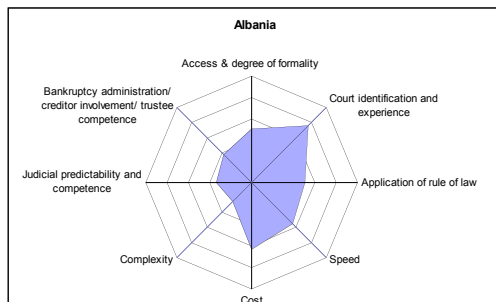 Albania
Access & degree of formality
Bankruptcy administration/
creditor involvement/ trustee
competence
Court identification and
experience
Judicial predictability and
competence
Application of rule of law
Complexity
Speed
Cost